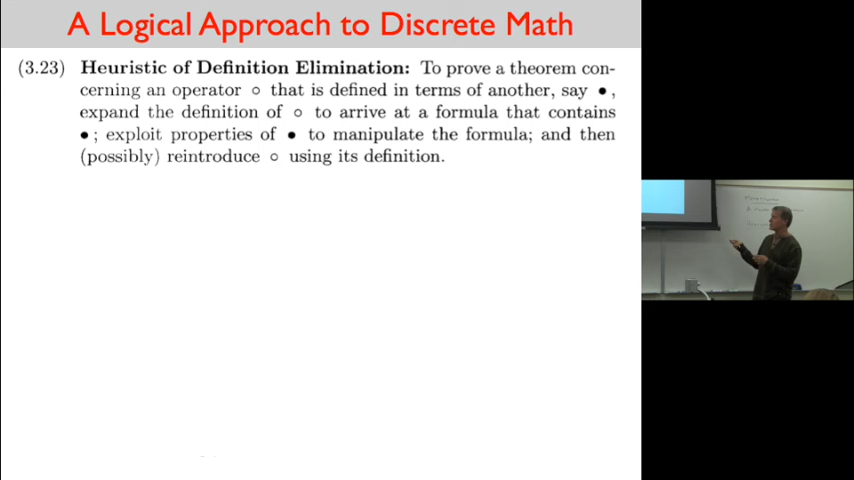 A Logical Approach to Discrete Math
(3.23) Heuristic of Definition Elimination: To prove a theorem con-
cerning an operator ∘ that is defined in terms of another, say •,
expand the definition of ∘ to arrive at a formula that contains
•; exploit properties of • to manipulate the formula; and then
(possibly) reintroduce ∘ using its definition.